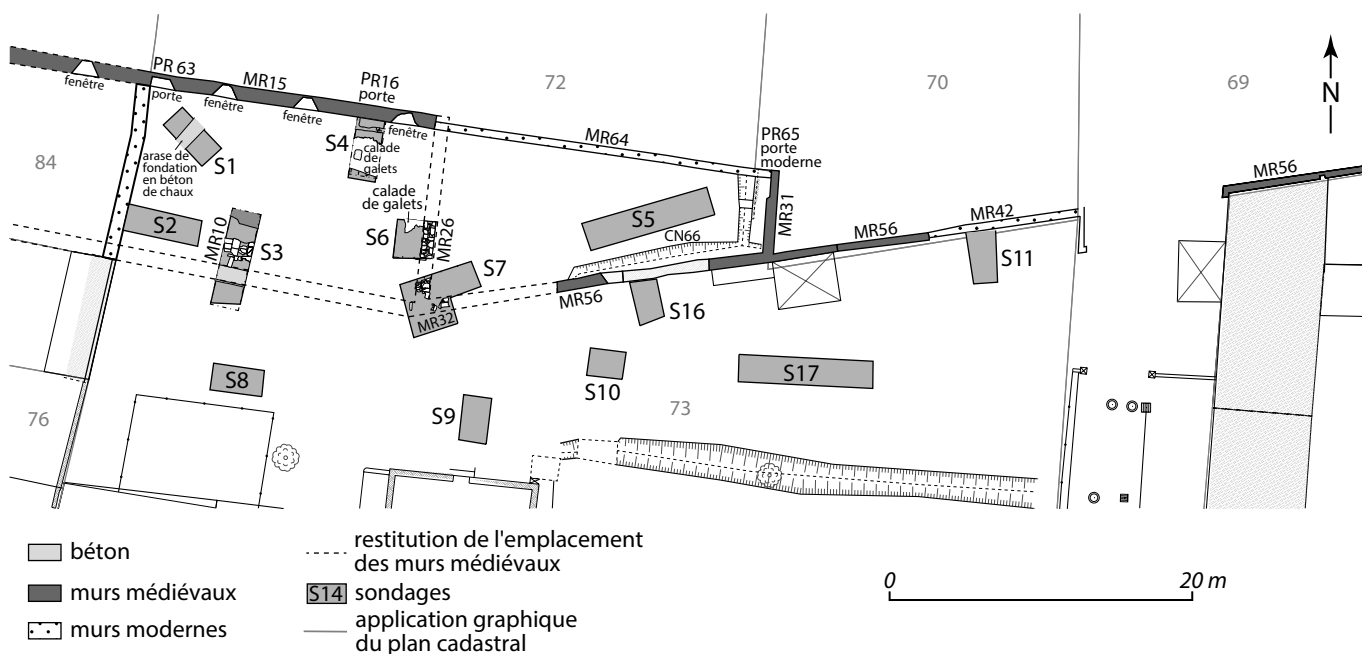 72
70
69
N
PR 63
MR15
PR16
porte
fenêtre
porte
fenêtre
fenêtre
fenêtre
MR64
PR65
porte
moderne
MR56
84
S1
arase de
fondation
en béton
de chaux
S4
calade
de
galets
calade
de galets
S2
MR10
S3
S6
MR26
S5
CN66
MR31
MR56
MR42
S7
MR32
MR56
S16
S11
S8
S9
S10
S17
76
73
béton
murs médiévaux
murs modernes
restitution de l'emplacement
des murs médiévaux
S14 sondages
application graphique
du plan cadastral
0 20 m